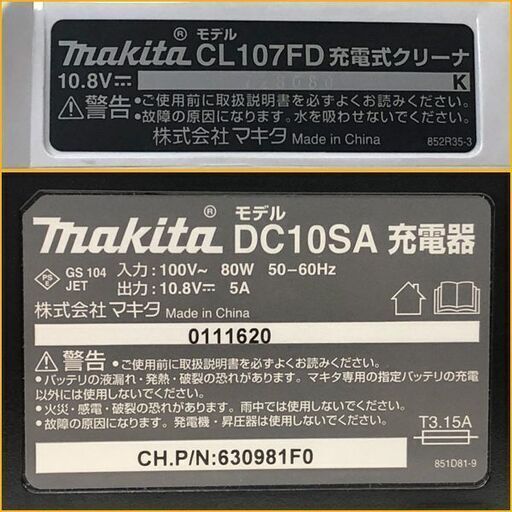 モデル
makita® CL107FD 充電式クリーナ
10.8V⎓ K
⚠警告 •ご使用前に取扱説明書を必ずよくお読みください。
•故障の原因になります。水を吸わせないでください。
株式会社マキタ Made in China 852R35-3
モデル
makita® DC10SA 充電器
PSE GS 104 入力:100V~ 80W 50-60Hz
JET 出力:10.8V⎓ 5A
株式会社マキタ Made in China
0111620
⚠警告 •ご使用前に取扱説明書を必ずよくお読みください。
•バッテリの液漏れ・発熱・破裂の恐れがあります。マキタ専用の指定バッテリの充電
以外には使用しないでください。
•火災・感電・破裂の恐れがあります。雨中では使用しないでください。
•故障の原因になります。発電機・昇圧器は使用しないでください。
T3.15A
CH.P/N:630981F0
851D81-9